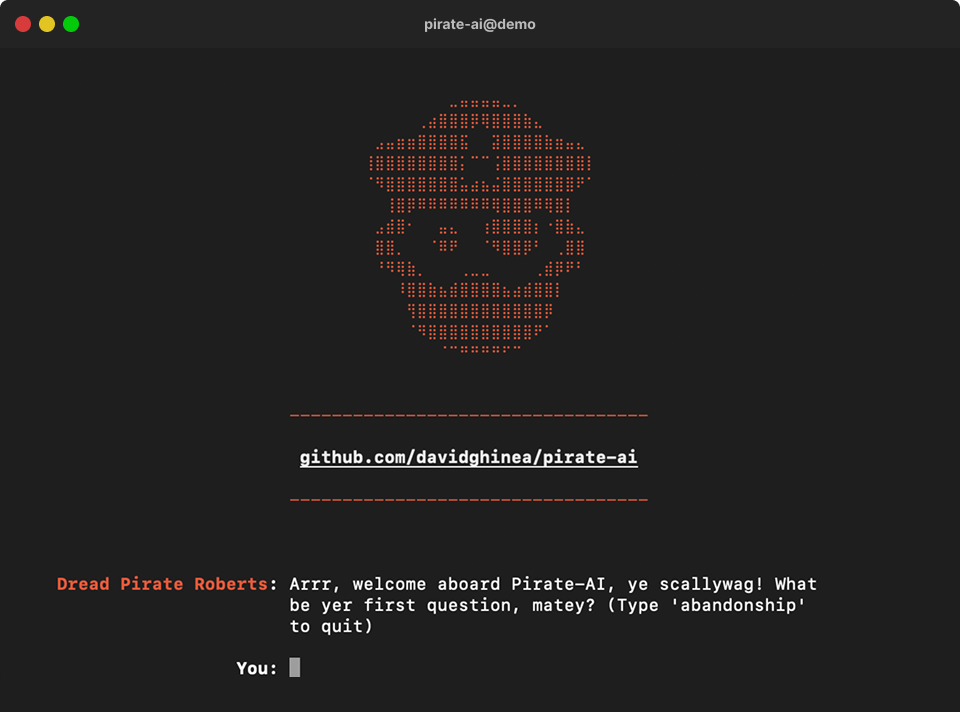 pirate-ai@demo
github.com/davidghinea/pirate-ai
Dread Pirate Roberts: Arrr, welcome aboard Pirate-AI, ye scallywag! What
be yer first question, matey? (Type 'abandonship'
to quit)
You: